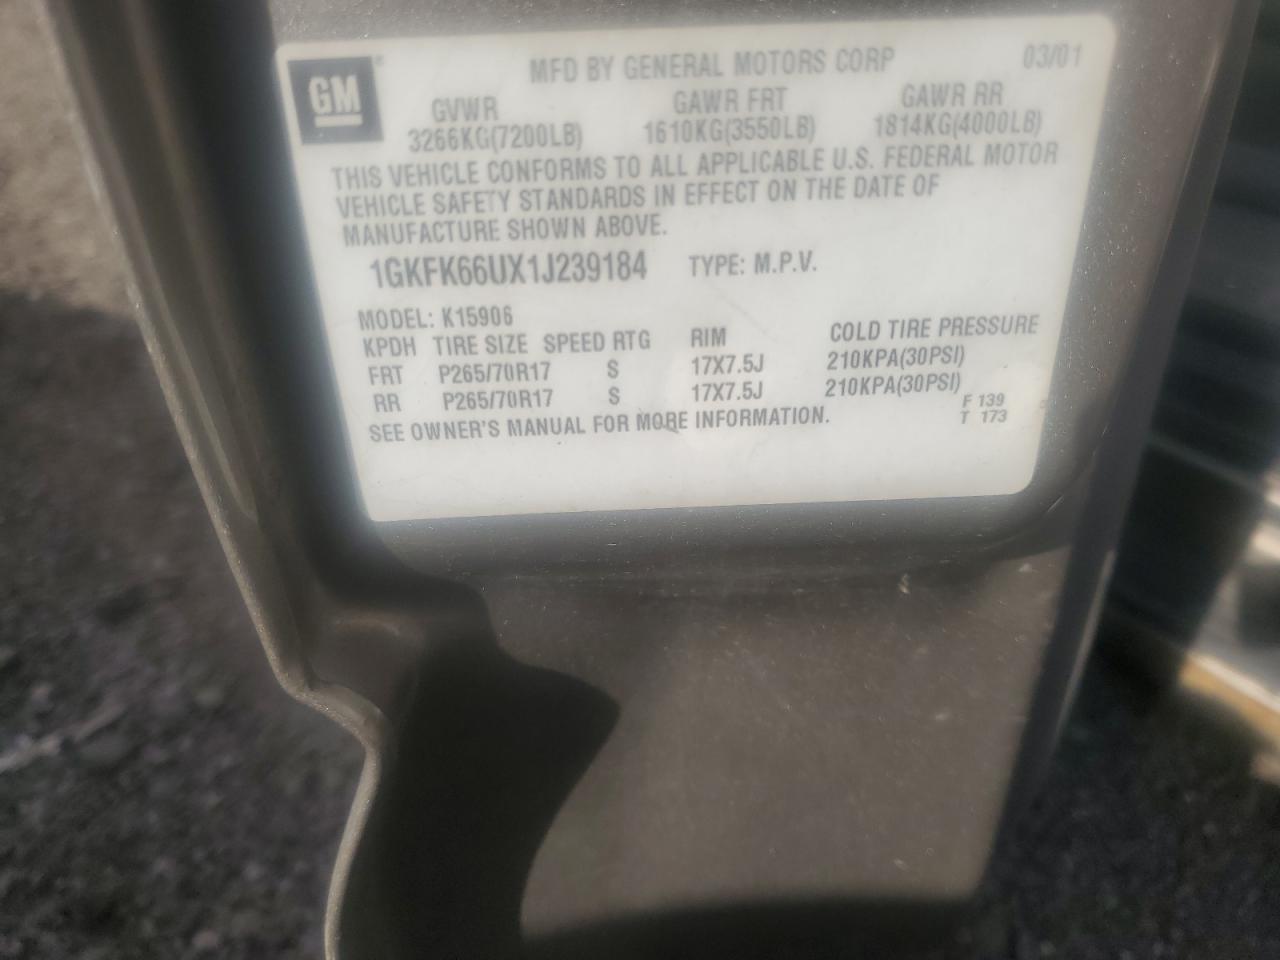 GM
MFD BY GENERAL MOTORS CORP 03/01
GVWR GAWR FRT GAWR RR
3266KG(7200LB) 1610KG(3550LB) 1814KG(4000LB)
THIS VEHICLE CONFORMS TO ALL APPLICABLE U.S. FEDERAL MOTOR
VEHICLE SAFETY STANDARDS IN EFFECT ON THE DATE OF
MANUFACTURE SHOWN ABOVE.
1GKFK66UX1J239184 TYPE: M.P.V.
MODEL: K15906
KPDH TIRE SIZE SPEED RTG RIM COLD TIRE PRESSURE
FRT P265/70R17 S 17X7.5J 210KPA(30PSI)
RR P265/70R17 S 17X7.5J 210KPA(30PSI)
SEE OWNER'S MANUAL FOR MORE INFORMATION.
F 139
T 173